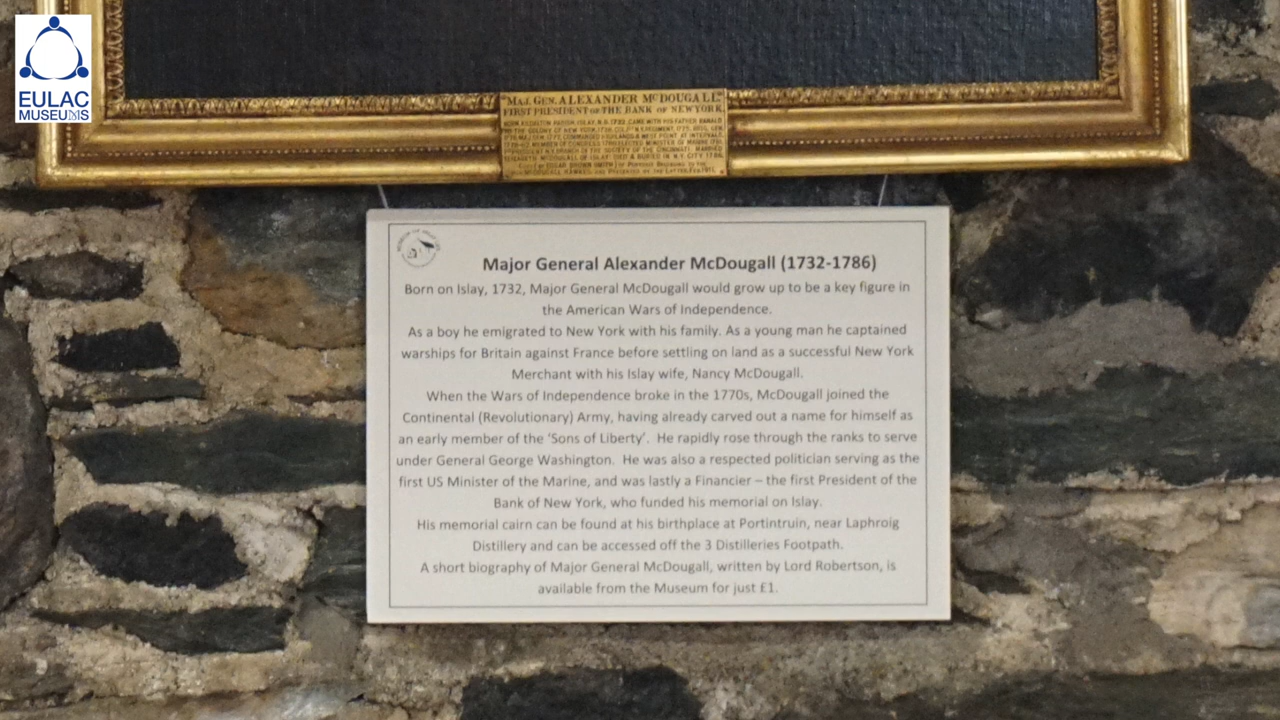 EULAC
MUSEUMS
MAJ. GEN. ALEXANDER McDOUGALL
FIRST PRESIDENT OF THE BANK OF NEW YORK.
Major General Alexander McDougall (1732-1786)
Born on Islay, 1732, Major General McDougall would grow up to be a key figure in
the American Wars of Independence.
As a boy he emigrated to New York with his family. As a young man he captained
warships for Britain against France before settling on land as a successful New York
Merchant with his Islay wife, Nancy McDougall.
When the Wars of Independence broke in the 1770s, McDougall joined the
Continental (Revolutionary) Army, having already carved out a name for himself as
an early member of the ‘Sons of Liberty’. He rapidly rose through the ranks to serve
under General George Washington. He was also a respected politician serving as the
first US Minister of the Marine, and was lastly a Financier – the first President of the
Bank of New York, who funded his memorial on Islay.
His memorial cairn can be found at his birthplace at Portintruin, near Laphroig
Distillery and can be accessed off the 3 Distilleries Footpath.
A short biography of Major General McDougall, written by Lord Robertson, is
available from the Museum for just £1.